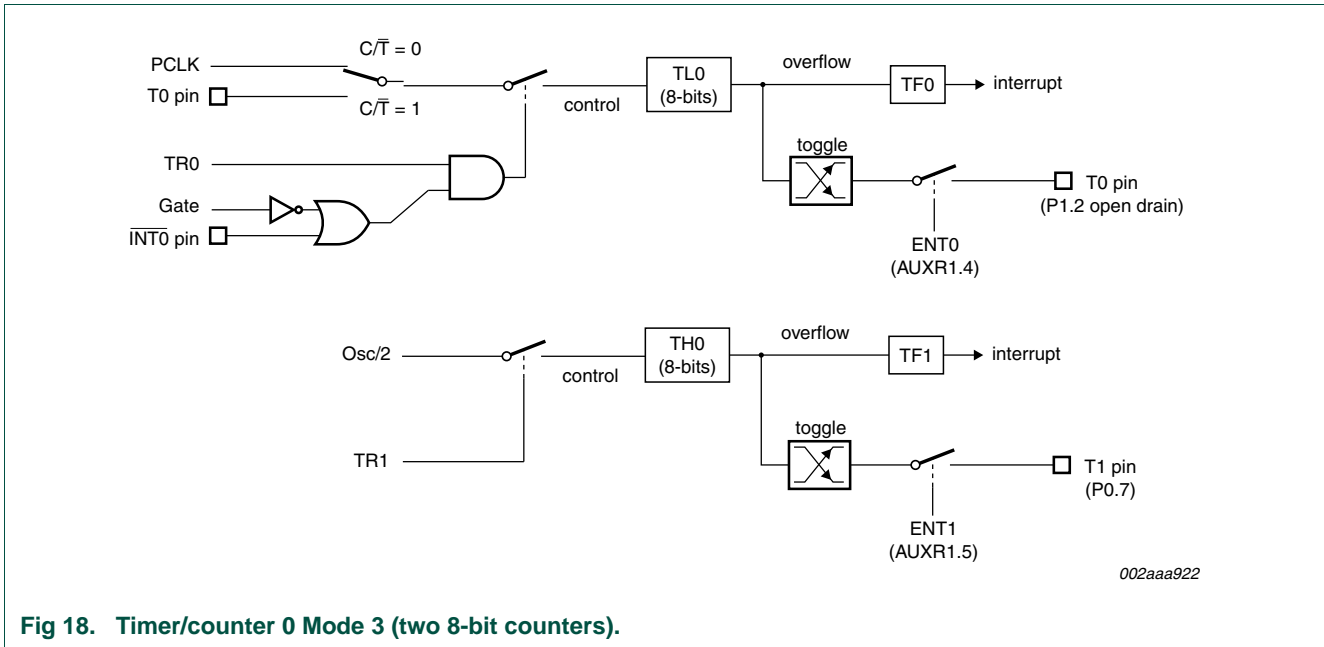 C/T̅ = 0
PCLK
T0 pin
C/T̅ = 1
control
TL0
(8-bits)
overflow
TF0
interrupt
toggle
T0 pin
(P1.2 open drain)
TR0
Gate
I̅N̅T̅0̅ pin
ENT0
(AUXR1.4)
Osc/2
control
TH0
(8-bits)
overflow
TF1
interrupt
toggle
T1 pin
(P0.7)
TR1
ENT1
(AUXR1.5)
002aaa922
Fig 18. Timer/counter 0 Mode 3 (two 8-bit counters).